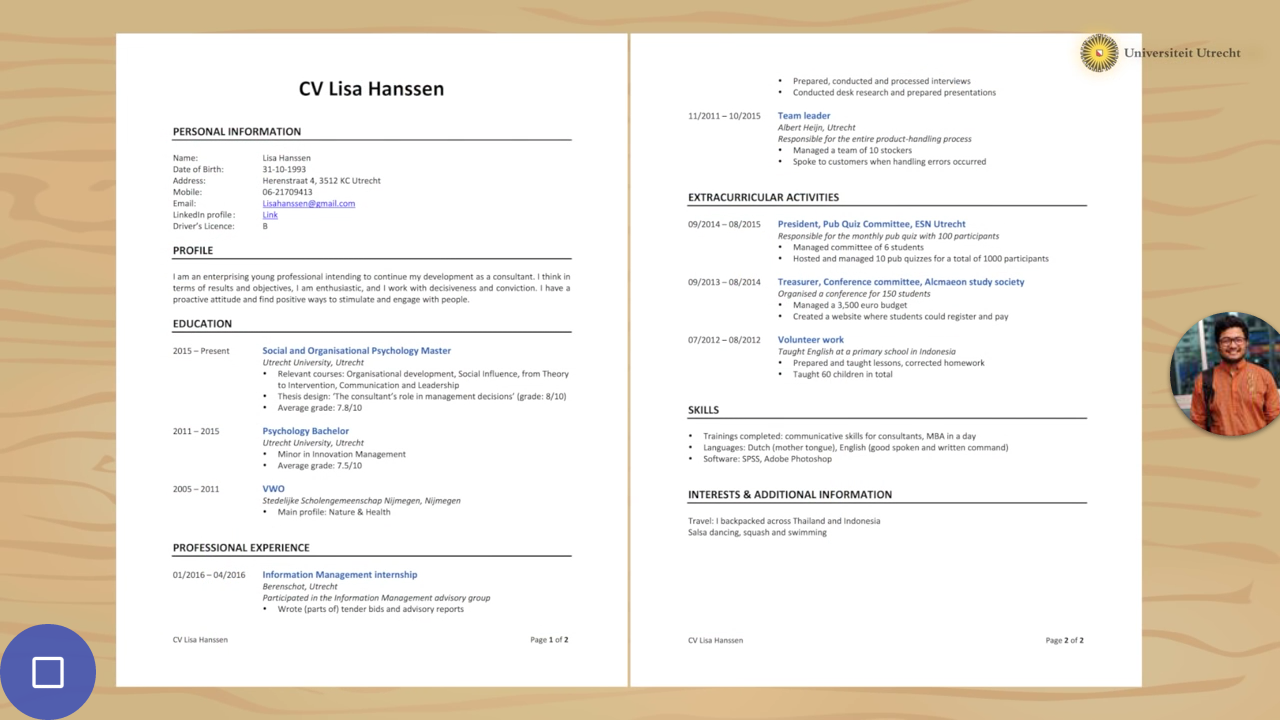 CV Lisa Hanssen
PERSONAL INFORMATION
Name: Lisa Hanssen
Date of Birth: 31-10-1993
Address: Herenstraat 4, 3512 KC Utrecht
Mobile: 06-21709413
Email: Lisahanssen@gmail.com
LinkedIn profile: Link
Driver's Licence: B
PROFILE
I am an enterprising young professional intending to continue my development as a consultant. I think in
terms of results and objectives, I am enthusiastic, and I work with decisiveness and conviction. I have a
proactive attitude and find positive ways to stimulate and engage with people.
EDUCATION
2015 – Present Social and Organisational Psychology Master
Utrecht University, Utrecht
• Relevant courses: Organisational development, Social Influence, from Theory
to Intervention, Communication and Leadership
• Thesis design: 'The consultant's role in management decisions' (grade: 8/10)
• Average grade: 7.8/10
2011 – 2015 Psychology Bachelor
Utrecht University, Utrecht
• Minor in Innovation Management
• Average grade: 7.5/10
2005 – 2011 VWO
Stedelijke Scholengemeenschap Nijmegen, Nijmegen
• Main profile: Nature & Health
PROFESSIONAL EXPERIENCE
01/2016 – 04/2016 Information Management internship
Berenschot, Utrecht
Participated in the Information Management advisory group
• Wrote (parts of) tender bids and advisory reports
CV Lisa Hanssen Page 1 of 2
Universiteit Utrecht
• Prepared, conducted and processed interviews
• Conducted desk research and prepared presentations
11/2011 – 10/2015 Team leader
Albert Heijn, Utrecht
Responsible for the entire product-handling process
• Managed a team of 10 stockers
• Spoke to customers when handling errors occurred
EXTRACURRICULAR ACTIVITIES
09/2014 – 08/2015 President, Pub Quiz Committee, ESN Utrecht
Responsible for the monthly pub quiz with 100 participants
• Managed committee of 6 students
• Hosted and managed 10 pub quizzes for a total of 1000 participants
09/2013 – 08/2014 Treasurer, Conference committee, Alcmaeon study society
Organised a conference for 150 students
• Managed a 3,500 euro budget
• Created a website where students could register and pay
07/2012 – 08/2012 Volunteer work
Taught English at a primary school in Indonesia
• Prepared and taught lessons, corrected homework
• Taught 60 children in total
SKILLS
• Trainings completed: communicative skills for consultants, MBA in a day
• Languages: Dutch (mother tongue), English (good spoken and written command)
• Software: SPSS, Adobe Photoshop
INTERESTS & ADDITIONAL INFORMATION
Travel: I backpacked across Thailand and Indonesia
Salsa dancing, squash and swimming
CV Lisa Hanssen Page 2 of 2